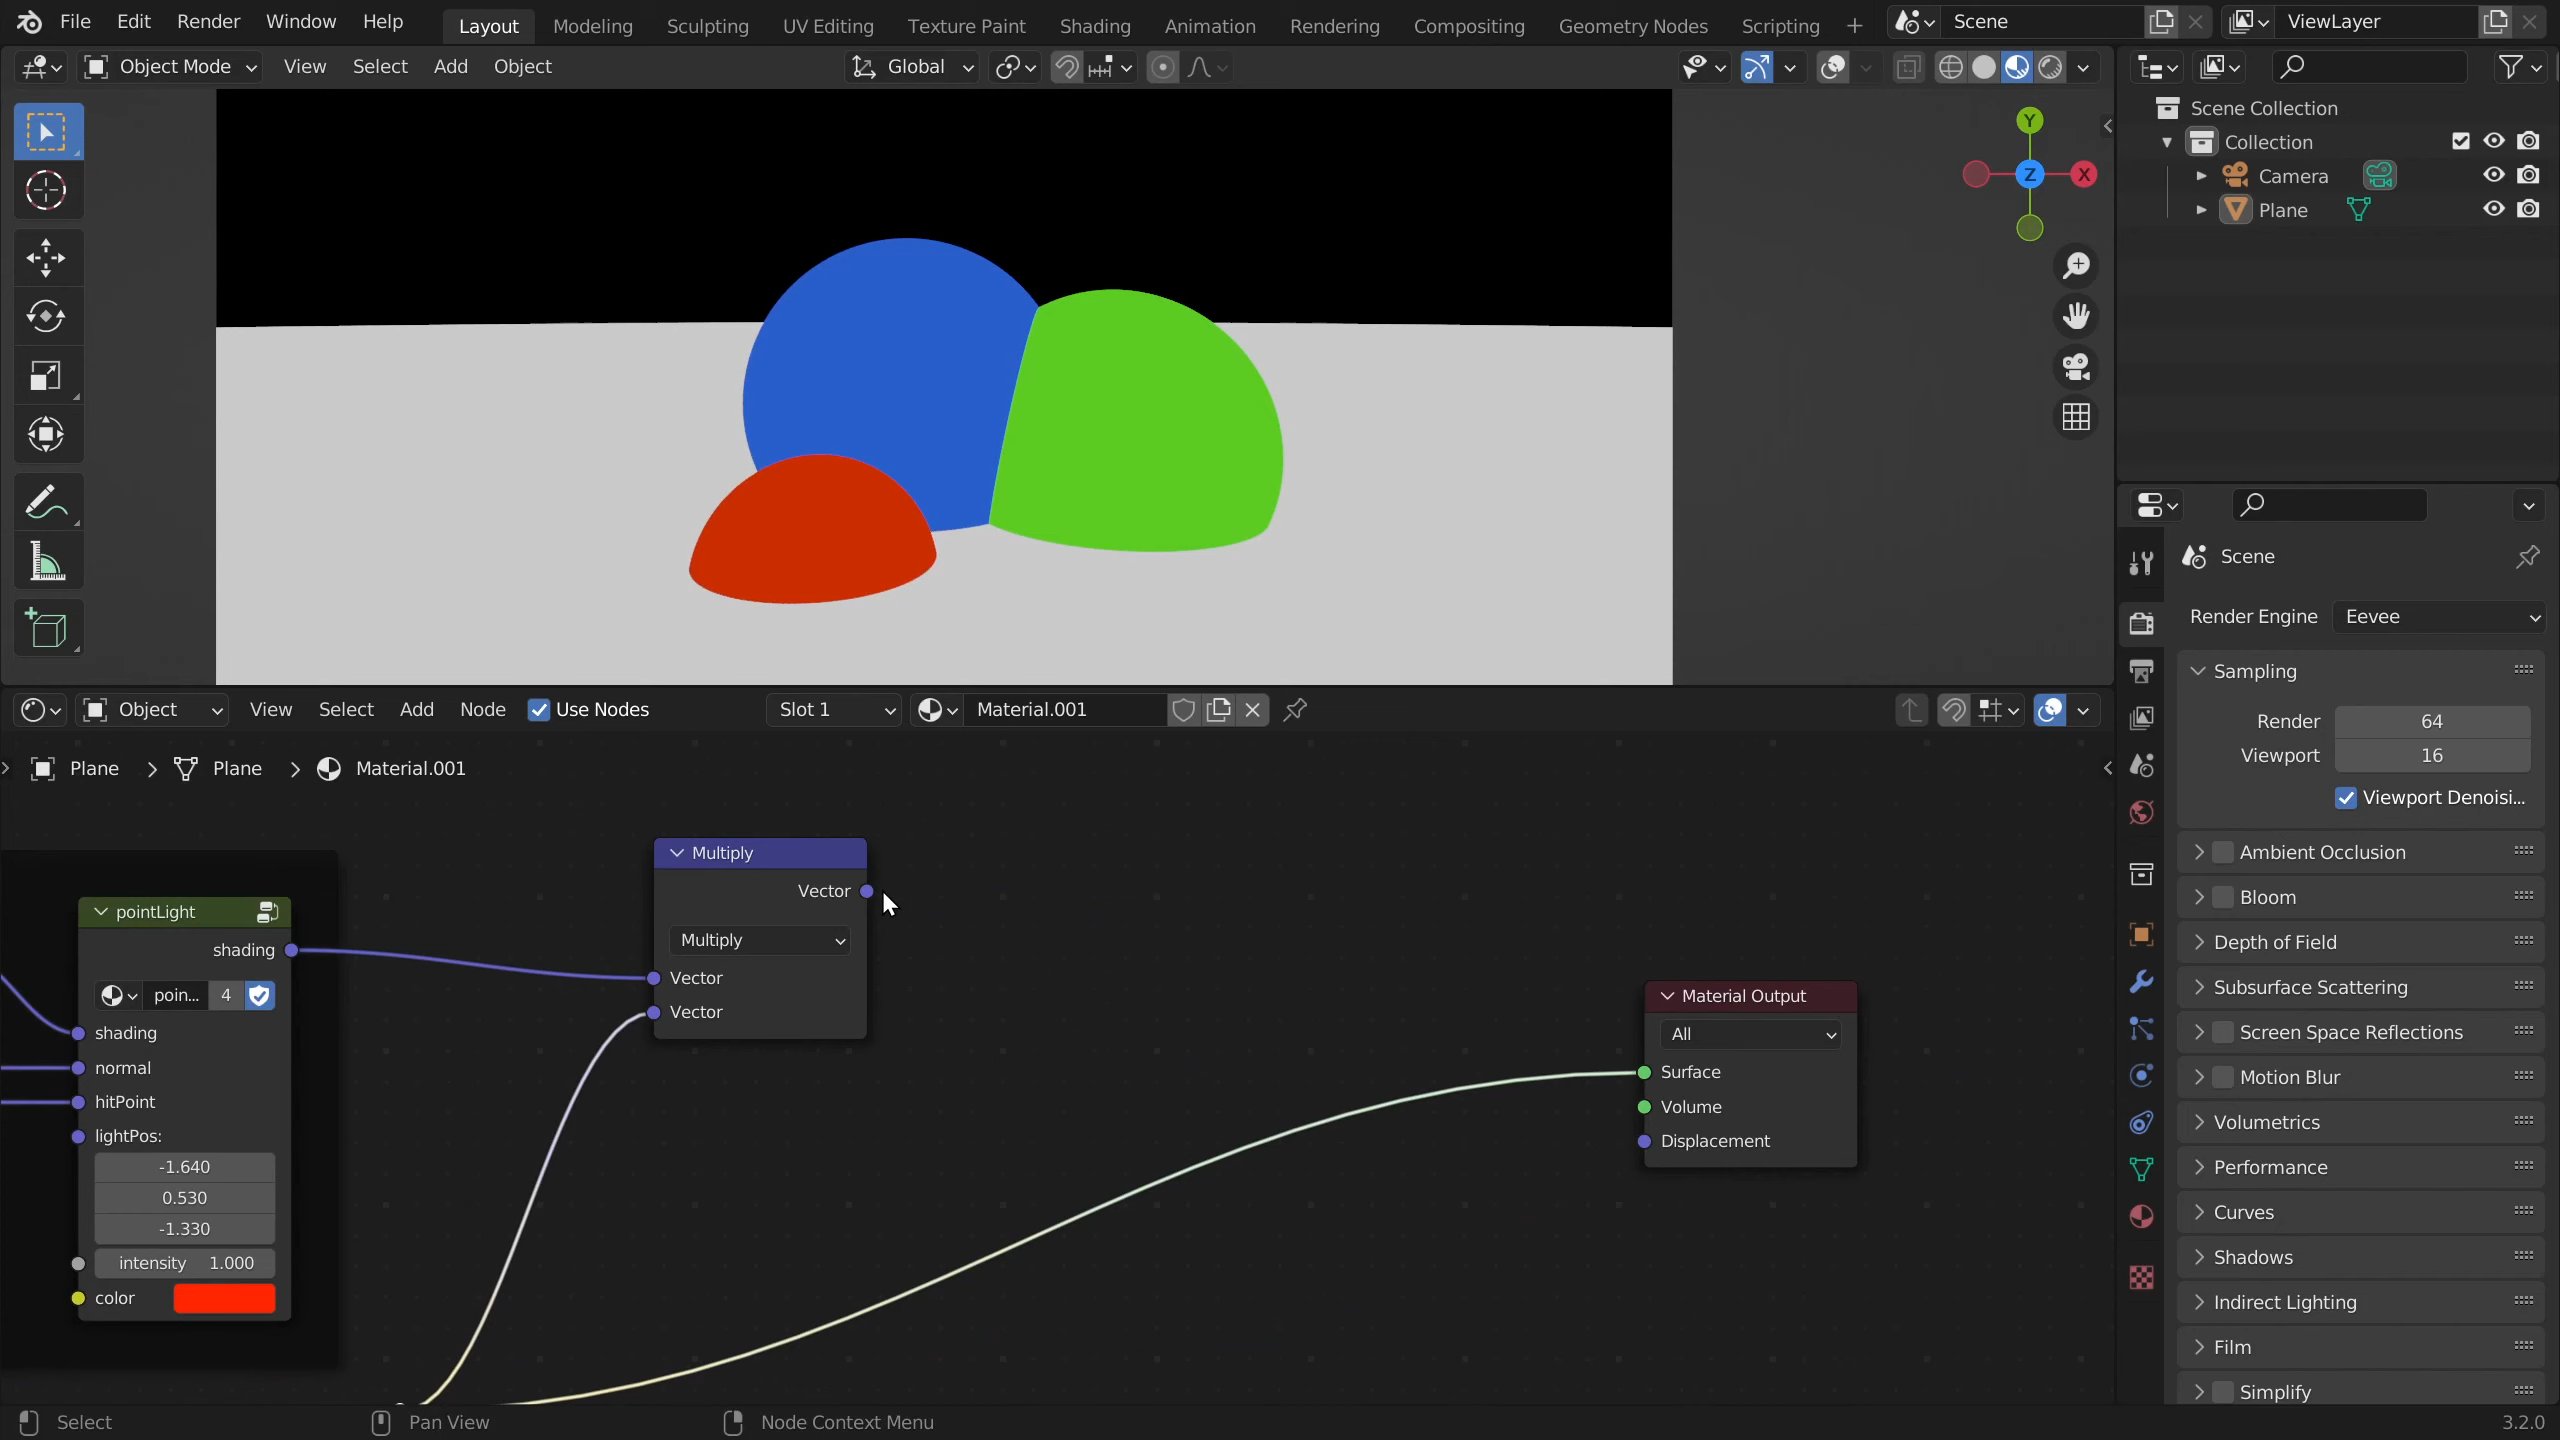 File Edit Render Window Help Layout Modeling Sculpting UV Editing Texture Paint Shading Animation Rendering Compositing Geometry Nodes Scripting + Scene ViewLayer
Object Mode View Select Add Object Global
Scene Collection
Collection
Camera
Plane
Y
X
Z
Scene
Render Engine Eevee
Sampling
Render 64
Viewport 16
Viewport Denoisi...
Ambient Occlusion
Bloom
Depth of Field
Subsurface Scattering
Screen Space Reflections
Motion Blur
Volumetrics
Performance
Curves
Shadows
Indirect Lighting
Film
Simplify
Object View Select Add Node Use Nodes Slot 1 Material.001
Plane Plane Material.001
pointLight
shading
poin... 4
shading
normal
hitPoint
lightPos:
-1.640
0.530
-1.330
intensity 1.000
color
Multiply
Vector
Multiply
Vector
Vector
Material Output
All
Surface
Volume
Displacement
Select Pan View Node Context Menu 3.2.0